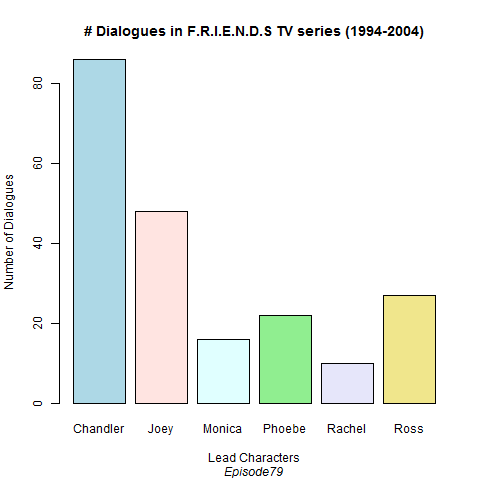 # Dialogues in F.R.I.E.N.D.S TV series (1994-2004)
Number of Dialogues
80
60
40
20
0
Chandler Joey Monica Phoebe Rachel Ross
Lead Characters
Episode79